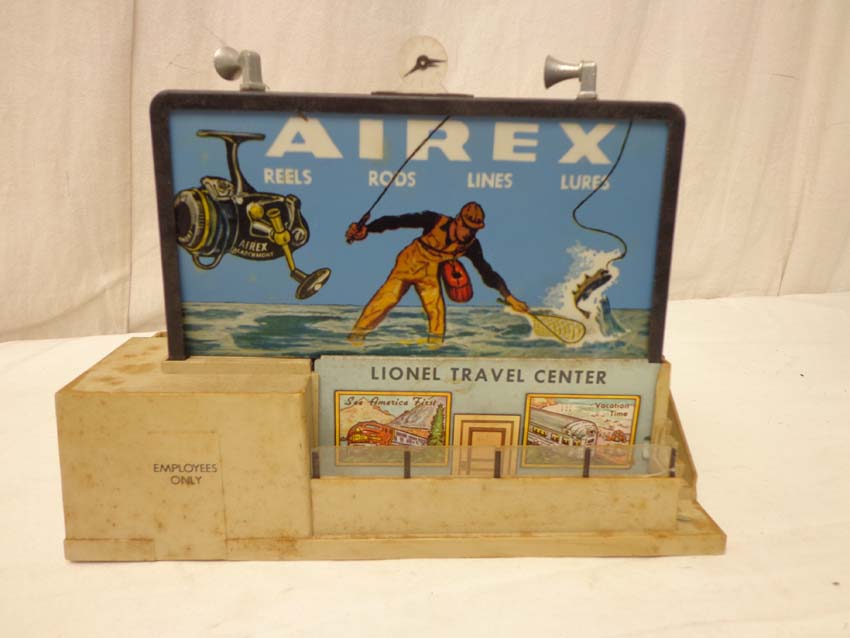 AIREX
REELS RODS LINES LURES
AIREX
LIONEL TRAVEL CENTER
See America First
Vacation
Time
EMPLOYEES
ONLY